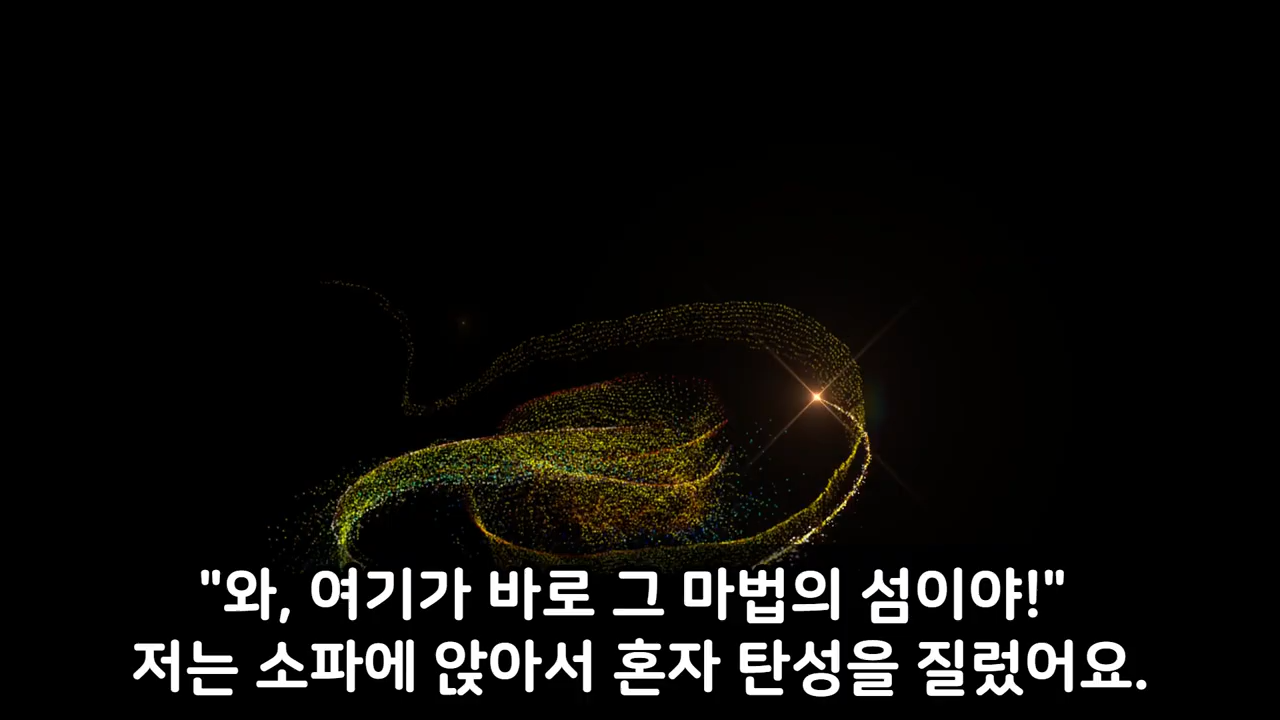 "와, 여기가 바로 그 마법의 섬이야!"
저는 소파에 앉아서 혼자 탄성을 질렀어요.